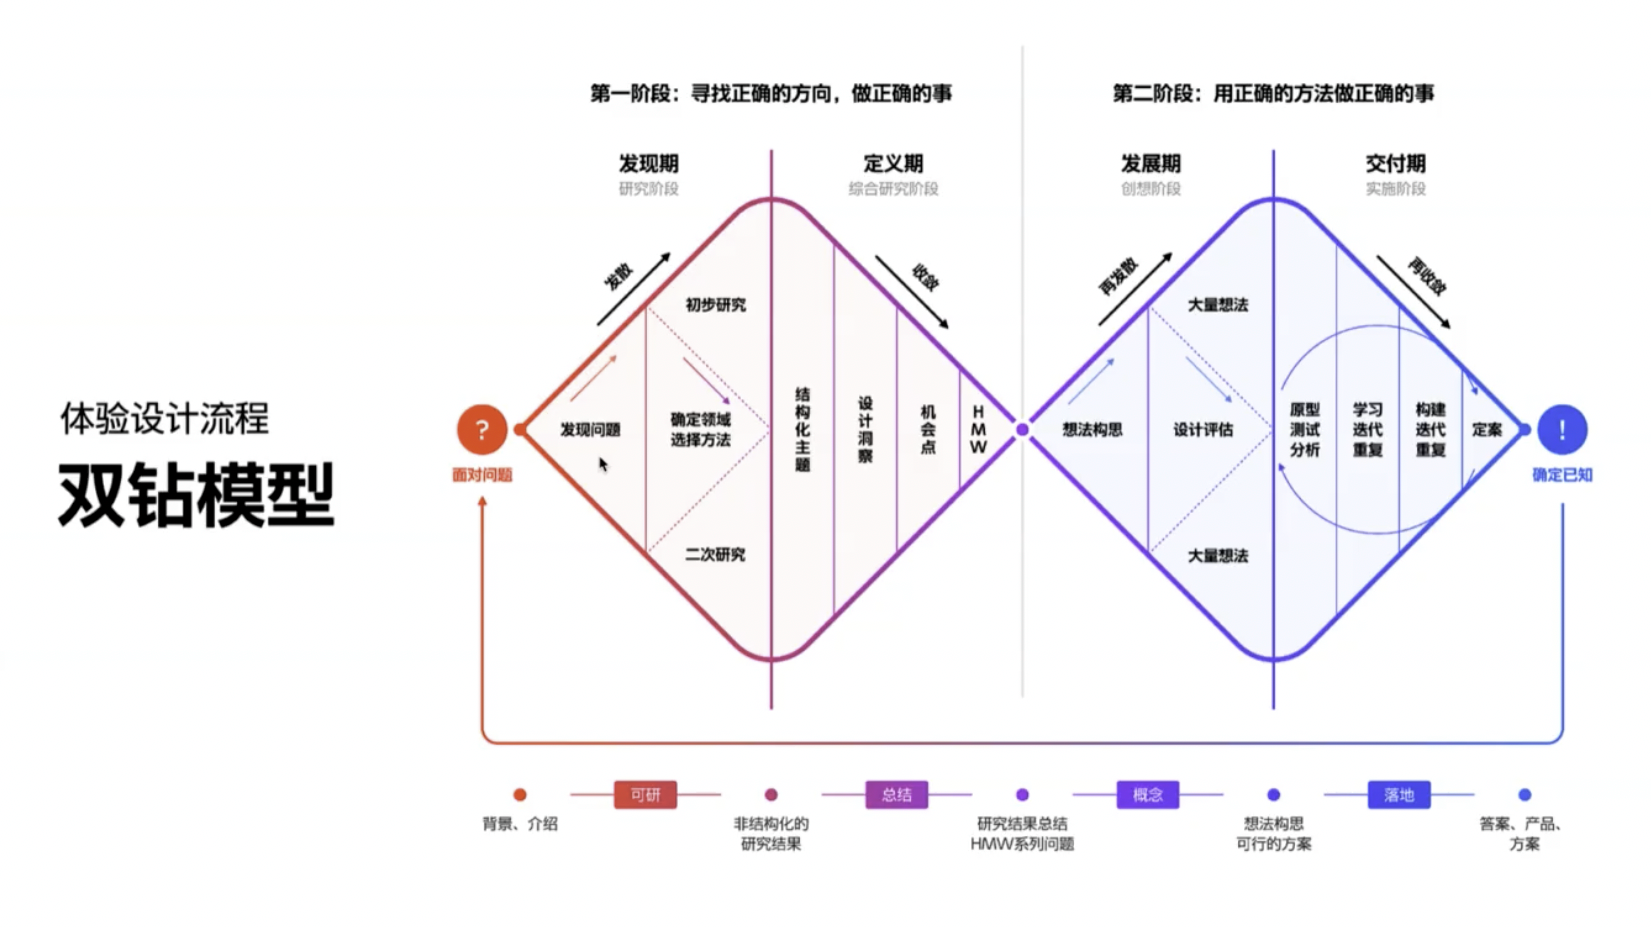 体验设计流程
双钻模型
第一阶段：寻找正确的方向，做正确的事
第二阶段：用正确的方法做正确的事
发现期
研究阶段
定义期
综合研究阶段
发展期
创想阶段
交付期
实施阶段
发散
收敛
再发散
再收敛
?
面对问题
发现问题
初步研究
确定领域
选择方法
二次研究
结构化主题
设计洞察
机会点
HMW
想法构思
大量想法
设计评估
大量想法
原型
测试
分析
学习
迭代
重复
构建
迭代
重复
定案
!
确定已知
可研
总结
概念
落地
背景、介绍
非结构化的
研究结果
研究结果总结
HMW系列问题
想法构思
可行的方案
答案、产品、
方案